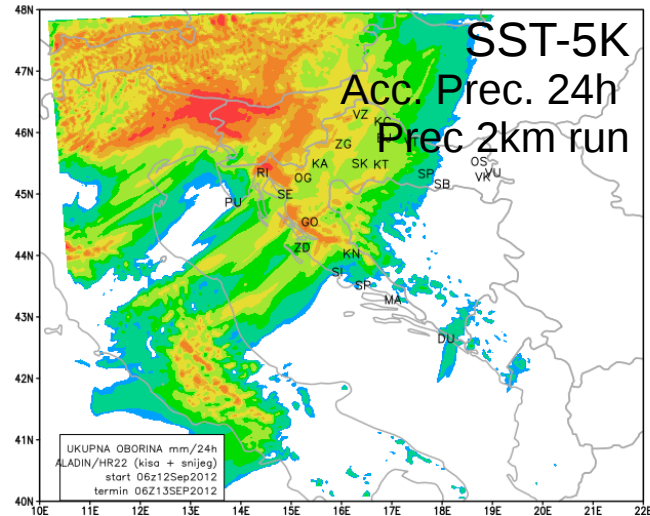 SST-5K
Acc. Prec. 24h
Prec 2km run
48N
47N
46N
45N
44N
43N
42N
41N
40N
VZ
KC
ZG
KA
SK
KT
OS
VU
VK
SP
SB
RI
OG
SE
PU
GO
ZD
KN
SI
SP
MA
DU
UKUPNA OBORINA mm/24h
ALADIN/HR22 (kisa + snijeg)
start 06z12Sep2012
termin 06Z13SEP2012
10E 11E 12E 13E 14E 15E 16E 17E 18E 19E 20E 21E 22E